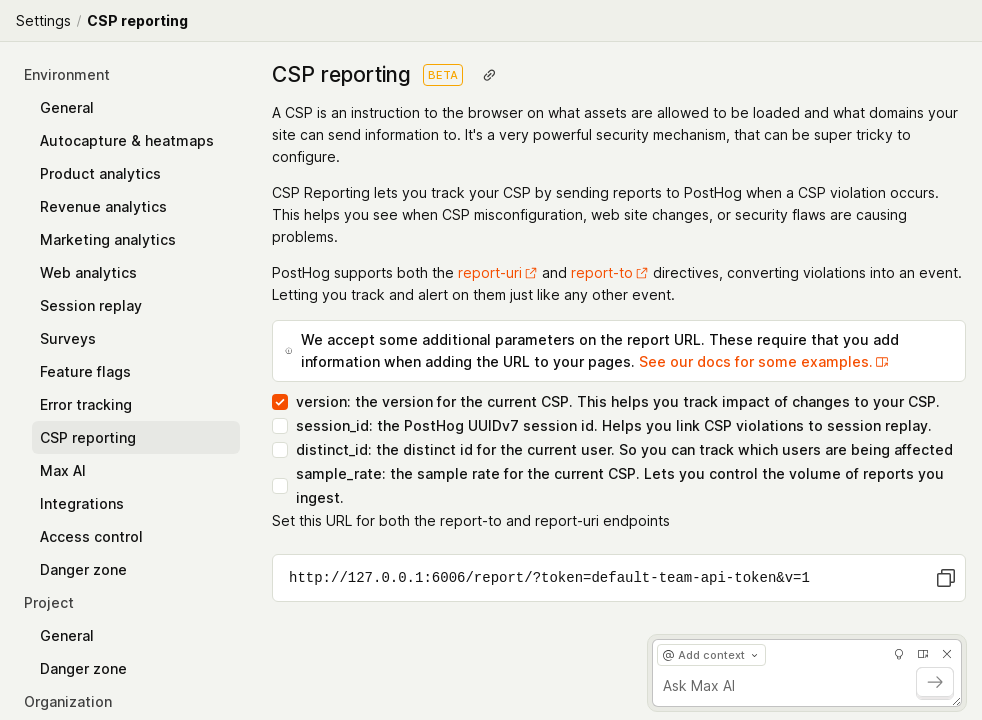 Settings / CSP reporting
Environment
General
Autocapture & heatmaps
Product analytics
Revenue analytics
Marketing analytics
Web analytics
Session replay
Surveys
Feature flags
Error tracking
CSP reporting
Max AI
Integrations
Access control
Danger zone
Project
General
Danger zone
Organization
CSP reporting BETA
A CSP is an instruction to the browser on what assets are allowed to be loaded and what domains your
site can send information to. It's a very powerful security mechanism, that can be super tricky to
configure.
CSP Reporting lets you track your CSP by sending reports to PostHog when a CSP violation occurs.
This helps you see when CSP misconfiguration, web site changes, or security flaws are causing
problems.
PostHog supports both the report-uri and report-to directives, converting violations into an event.
Letting you track and alert on them just like any other event.
We accept some additional parameters on the report URL. These require that you add
information when adding the URL to your pages. See our docs for some examples.
version: the version for the current CSP. This helps you track impact of changes to your CSP.
session_id: the PostHog UUIDv7 session id. Helps you link CSP violations to session replay.
distinct_id: the distinct id for the current user. So you can track which users are being affected
sample_rate: the sample rate for the current CSP. Lets you control the volume of reports you
ingest.
Set this URL for both the report-to and report-uri endpoints
http://127.0.0.1:6006/report/?token=default-team-api-token&v=1
@ Add context
Ask Max AI